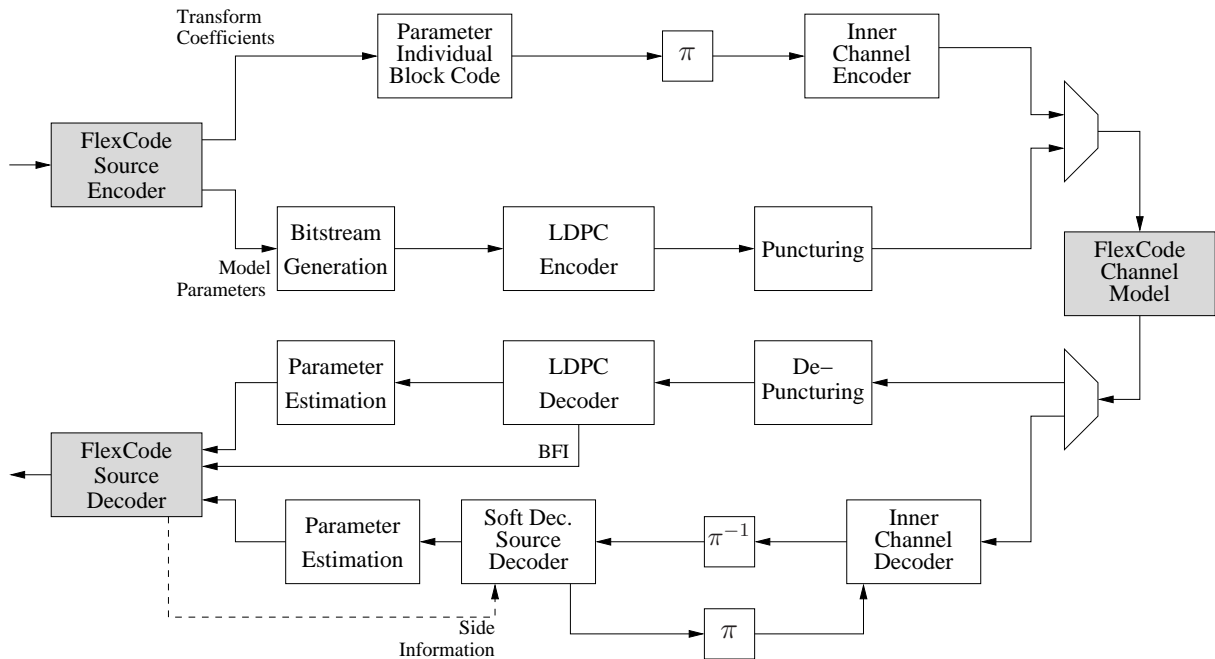 Transform
Coefficients
Parameter
Individual
Block Code
π
Inner
Channel
Encoder
FlexCode
Source
Encoder
Model
Parameters
Bitstream
Generation
LDPC
Encoder
Puncturing
FlexCode
Channel
Model
Parameter
Estimation
LDPC
Decoder
De–
Puncturing
BFI
FlexCode
Source
Decoder
Parameter
Estimation
Soft Dec.
Source
Decoder
π⁻¹
Inner
Channel
Decoder
Side
Information
π